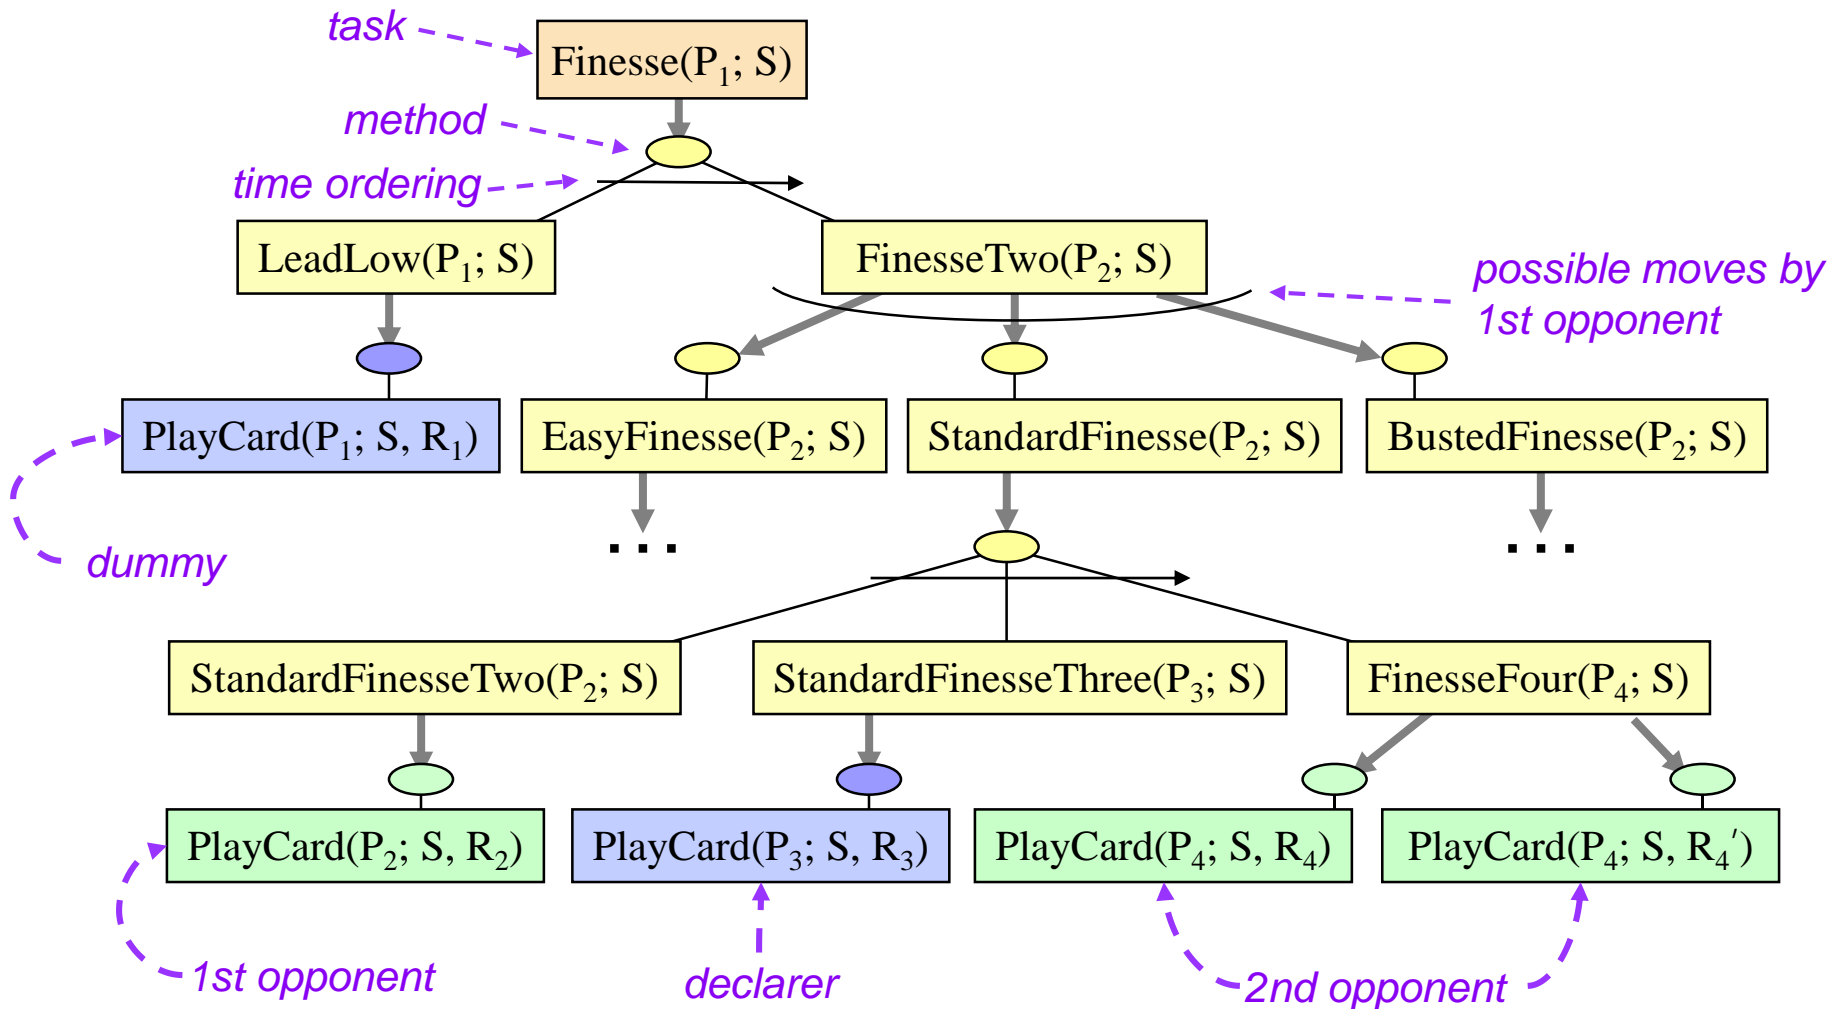 task
Finesse(P₁; S)
method
time ordering
LeadLow(P₁; S)
FinesseTwo(P₂; S)
possible moves by
1st opponent
PlayCard(P₁; S, R₁)
EasyFinesse(P₂; S)
StandardFinesse(P₂; S)
BustedFinesse(P₂; S)
dummy
. . .
. . .
StandardFinesseTwo(P₂; S)
StandardFinesseThree(P₃; S)
FinesseFour(P₄; S)
PlayCard(P₂; S, R₂)
PlayCard(P₃; S, R₃)
PlayCard(P₄; S, R₄)
PlayCard(P₄; S, R₄′)
1st opponent
declarer
2nd opponent